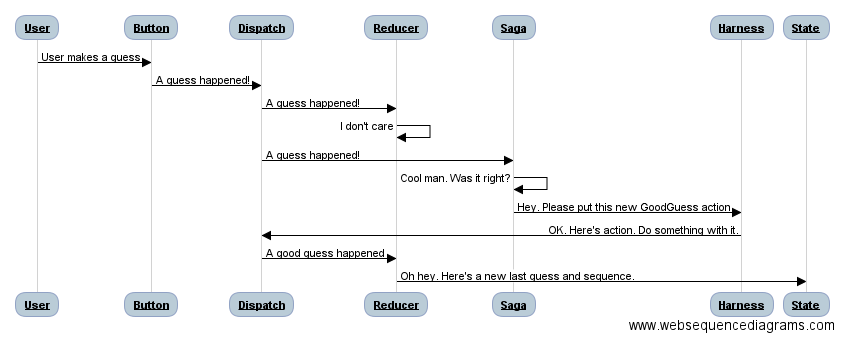 User Button Dispatch Reducer Saga Harness State
User makes a guess
A guess happened!
A guess happened!
I don't care
A guess happened!
Cool man. Was it right?
Hey. Please put this new GoodGuess action
OK. Here's action. Do something with it.
A good guess happened
Oh hey. Here's a new last guess and sequence.
User Button Dispatch Reducer Saga Harness State
www.websequencediagrams.com